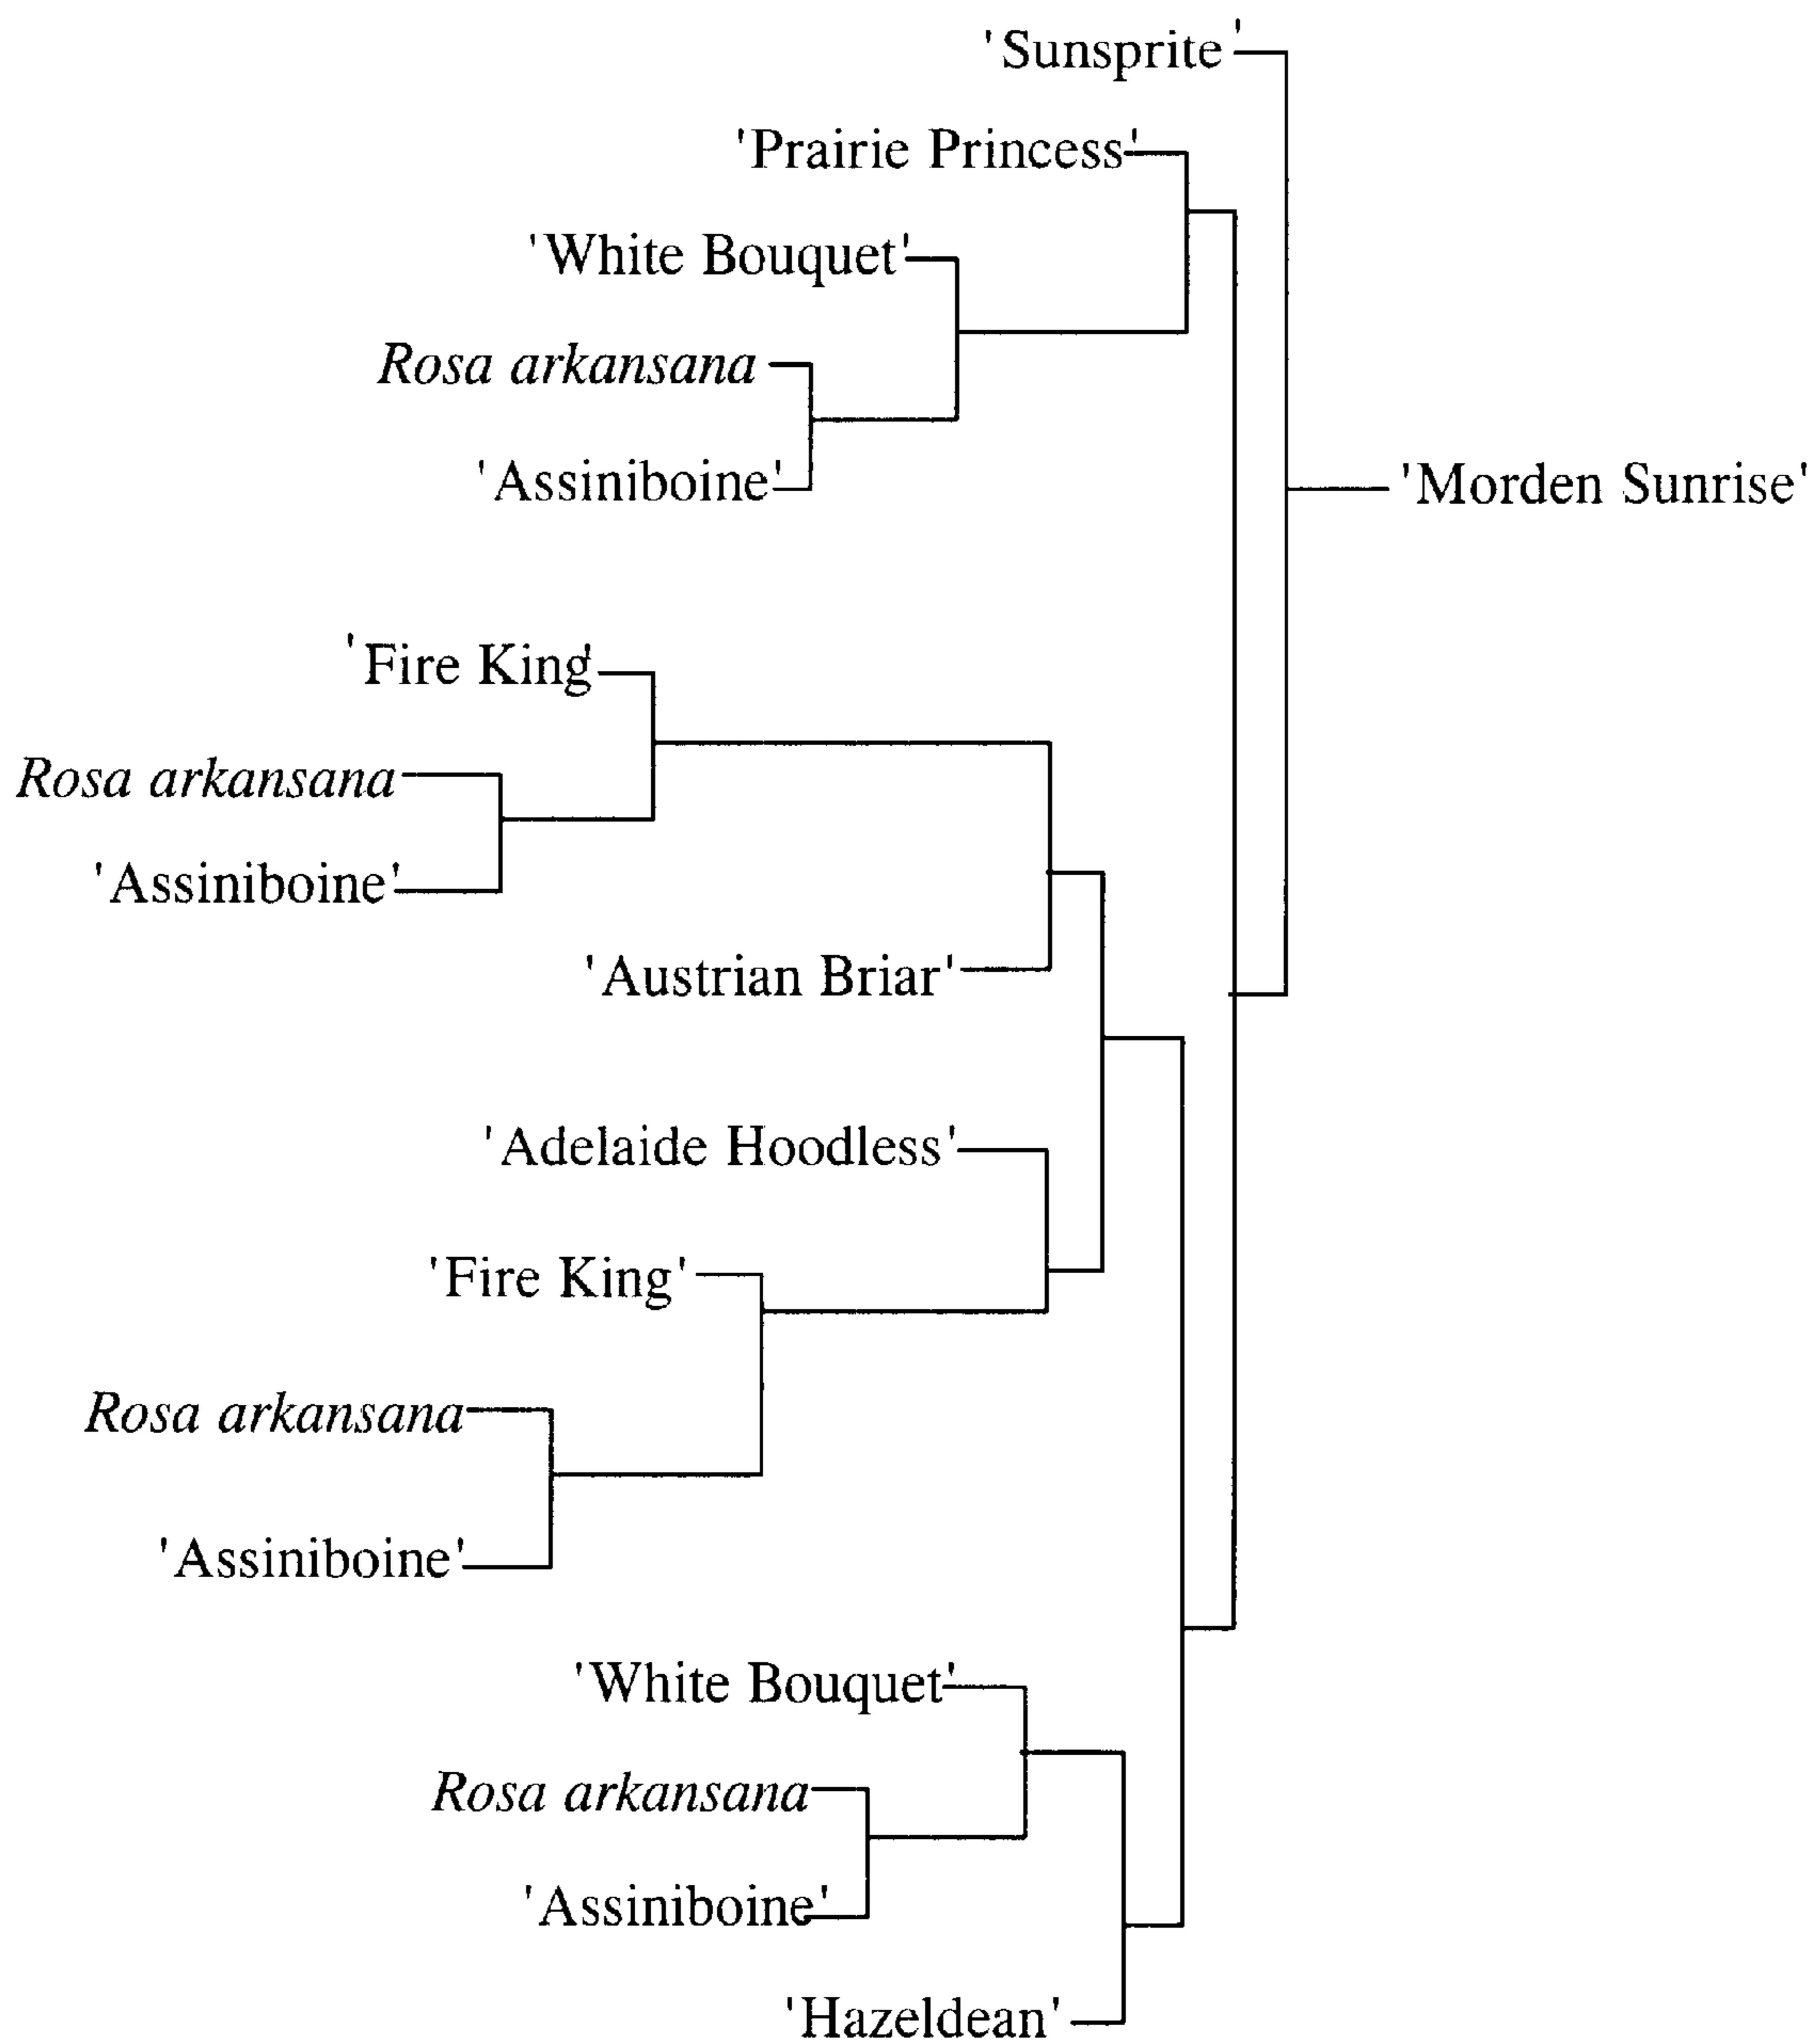 'Sunsprite'
'Prairie Princess'
'White Bouquet'
Rosa arkansana
'Assiniboine'
'Morden Sunrise'
'Fire King'
Rosa arkansana
'Assiniboine'
'Austrian Briar'
'Adelaide Hoodless'
'Fire King'
Rosa arkansana
'Assiniboine'
'White Bouquet'
Rosa arkansana
'Assiniboine'
'Hazeldean'